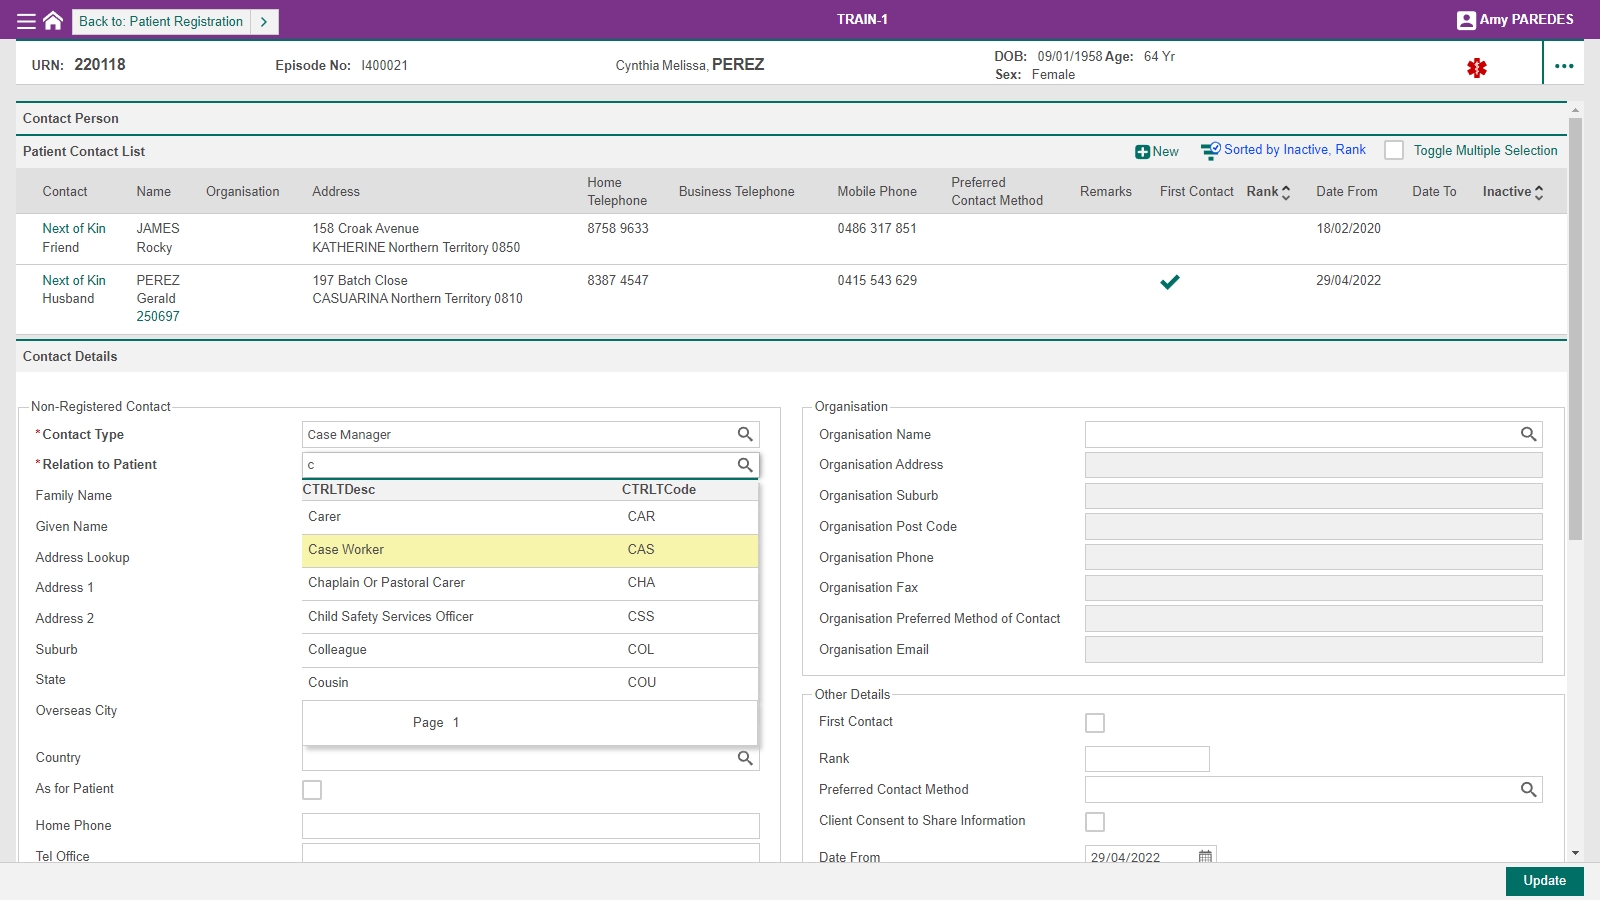 Back to: Patient Registration
TRAIN-1
Amy PAREDES
URN: 220118
Episode No: I400021
Cynthia Melissa, PEREZ
DOB: 09/01/1958 Age: 64 Yr
Sex: Female
Contact Person
Patient Contact List
New
Sorted by Inactive, Rank
Toggle Multiple Selection
Contact Name Organisation Address Home Telephone Business Telephone Mobile Phone Preferred Contact Method Remarks First Contact Rank Date From Date To Inactive
Next of Kin JAMES 158 Croak Avenue 8758 9633 0486 317 851 18/02/2020
Friend Rocky KATHERINE Northern Territory 0850
Next of Kin PEREZ 197 Batch Close 8387 4547 0415 543 629 29/04/2022
Husband Gerald CASUARINA Northern Territory 0810
250697
Contact Details
Non-Registered Contact
*Contact Type Case Manager
*Relation to Patient c
CTRLTDesc CTRLTCode
Carer CAR
Case Worker CAS
Chaplain Or Pastoral Carer CHA
Child Safety Services Officer CSS
Colleague COL
Cousin COU
Page 1
Family Name
Given Name
Address Lookup
Address 1
Address 2
Suburb
State
Overseas City
Country
As for Patient
Home Phone
Tel Office
Organisation
Organisation Name
Organisation Address
Organisation Suburb
Organisation Post Code
Organisation Phone
Organisation Fax
Organisation Preferred Method of Contact
Organisation Email
Other Details
First Contact
Rank
Preferred Contact Method
Client Consent to Share Information
Date From 29/04/2022
Update